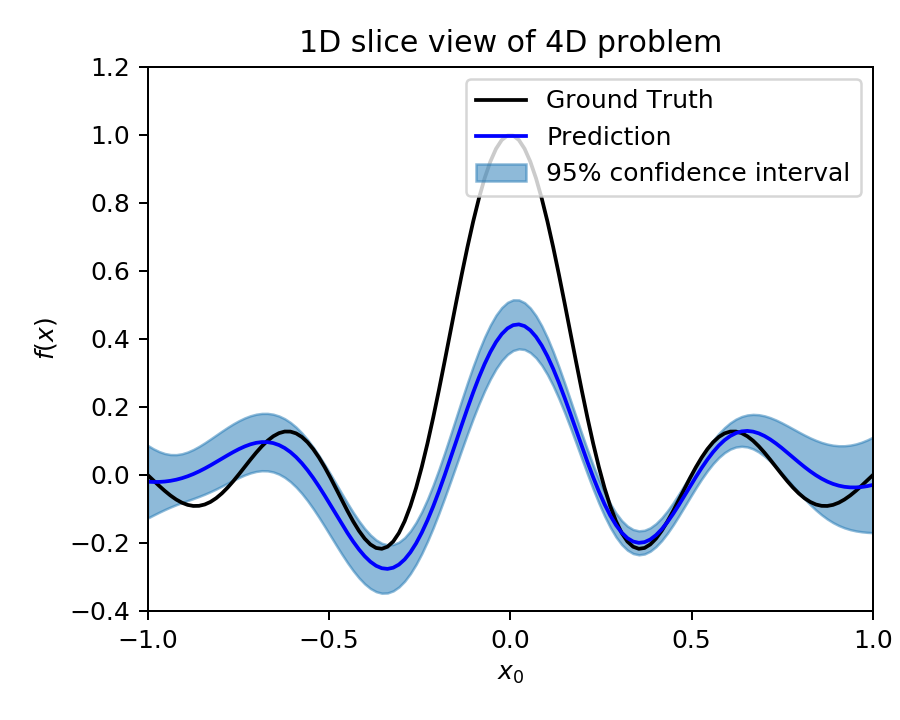 1D slice view of 4D problem
1.2
1.0
0.8
0.6
0.4
0.2
0.0
−0.2
−0.4
f(x)
Ground Truth
Prediction
95% confidence interval
−1.0
−0.5
0.0
0.5
1.0
x₀